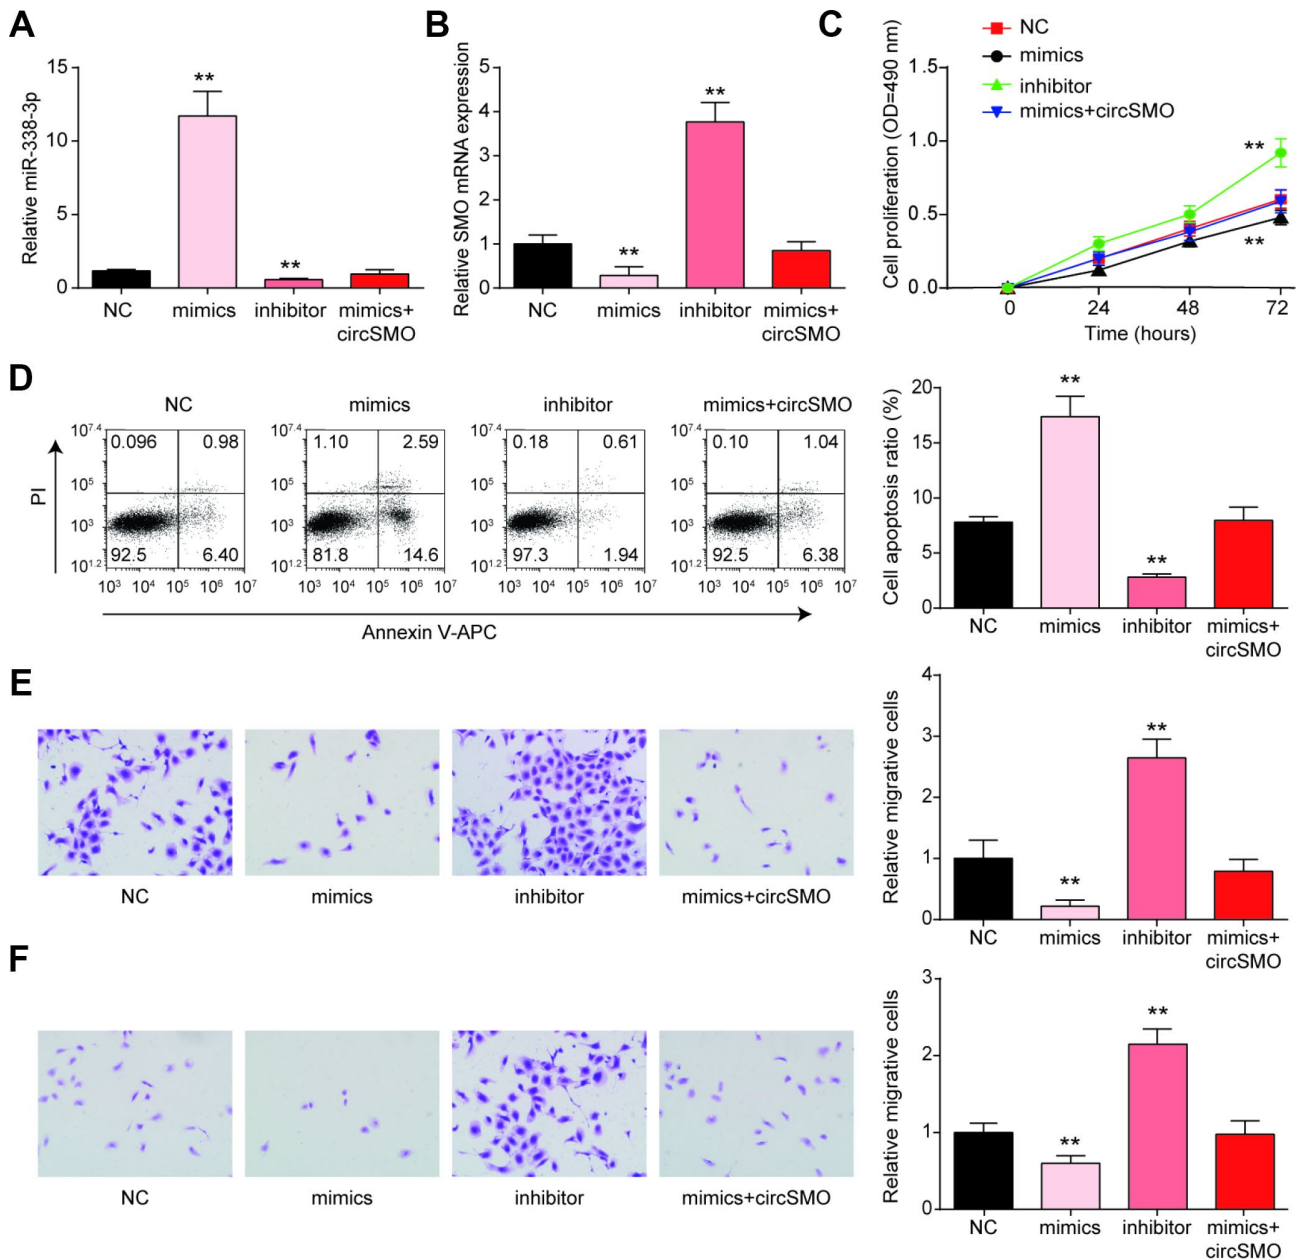 A
Relative miR-338-3p
15
10
5
0
**
**
NC
mimics
inhibitor
mimics+
circSMO
B
Relative SMO mRNA expression
5
4
3
2
1
0
**
**
NC
mimics
inhibitor
mimics+
circSMO
C
NC
mimics
inhibitor
mimics+circSMO
Cell proliferation (OD=490 nm)
1.5
1.0
0.5
0.0
**
**
0 24 48 72
Time (hours)
D
NC
mimics
inhibitor
mimics+circSMO
PI
10^7.4
10^5
10^3
10^1.2
0.096 0.98
92.5 6.40
10^3 10^4 10^5 10^6 10^7
10^7.4
10^5
10^3
10^1.2
1.10 2.59
81.8 14.6
10^3 10^4 10^5 10^6 10^7
10^7.4
10^5
10^3
10^1.2
0.18 0.61
97.3 1.94
10^3 10^4 10^5 10^6 10^7
10^7.4
10^5
10^3
10^1.2
0.10 1.04
92.5 6.38
10^3 10^4 10^5 10^6 10^7
Annexin V-APC
Cell apoptosis ratio (%)
20
15
10
5
0
**
**
NC
mimics
inhibitor
mimics+
circSMO
E
NC
mimics
inhibitor
mimics+circSMO
Relative migrative cells
4
3
2
1
0
**
**
NC
mimics
inhibitor
mimics+
circSMO
F
NC
mimics
inhibitor
mimics+circSMO
Relative migrative cells
3
2
1
0
**
**
NC
mimics
inhibitor
mimics+
circSMO